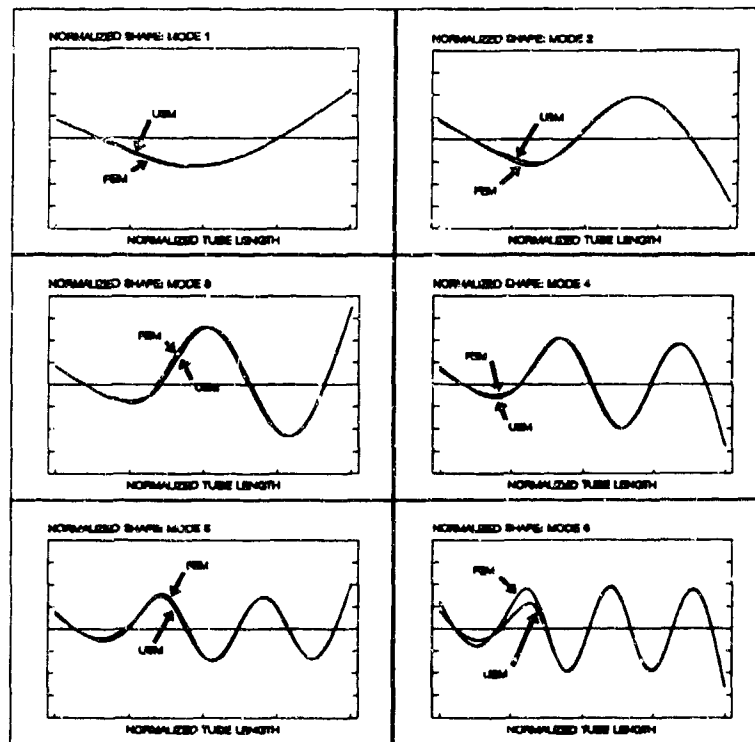 NORMALIZED SHAPE: MODE 1
USM
FEM
NORMALIZED TUBE LENGTH
NORMALIZED SHAPE: MODE 2
USM
FEM
NORMALIZED TUBE LENGTH
NORMALIZED SHAPE: MODE 3
FEM
USM
NORMALIZED TUBE LENGTH
NORMALIZED SHAPE: MODE 4
FEM
USM
NORMALIZED TUBE LENGTH
NORMALIZED SHAPE: MODE 5
FEM
USM
NORMALIZED TUBE LENGTH
NORMALIZED SHAPE: MODE 6
FEM
USM
NORMALIZED TUBE LENGTH